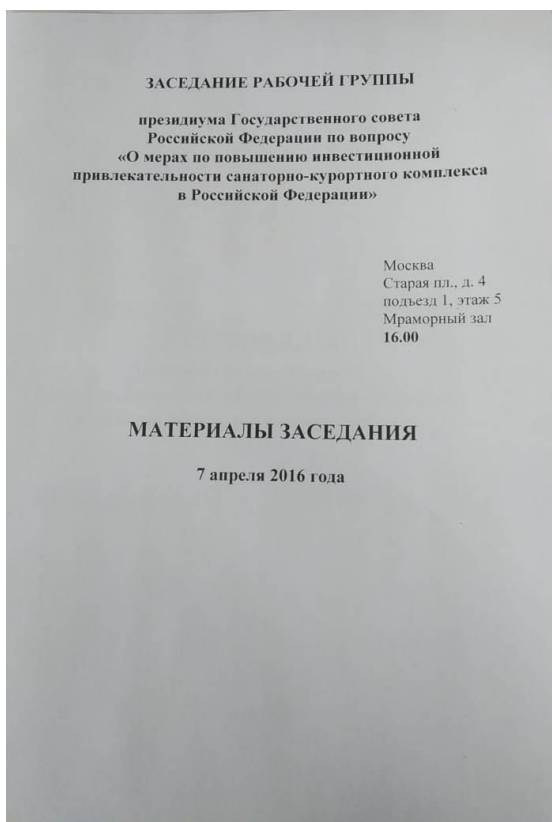 ЗАСЕДАНИЕ РАБОЧЕЙ ГРУППЫ
президиума Государственного совета
Российской Федерации по вопросу
«О мерах по повышению инвестиционной
привлекательности санаторно-курортного комплекса
в Российской Федерации»
Москва
Старая пл., д. 4
подъезд 1, этаж 5
Мраморный зал
16.00
МАТЕРИАЛЫ ЗАСЕДАНИЯ
7 апреля 2016 года